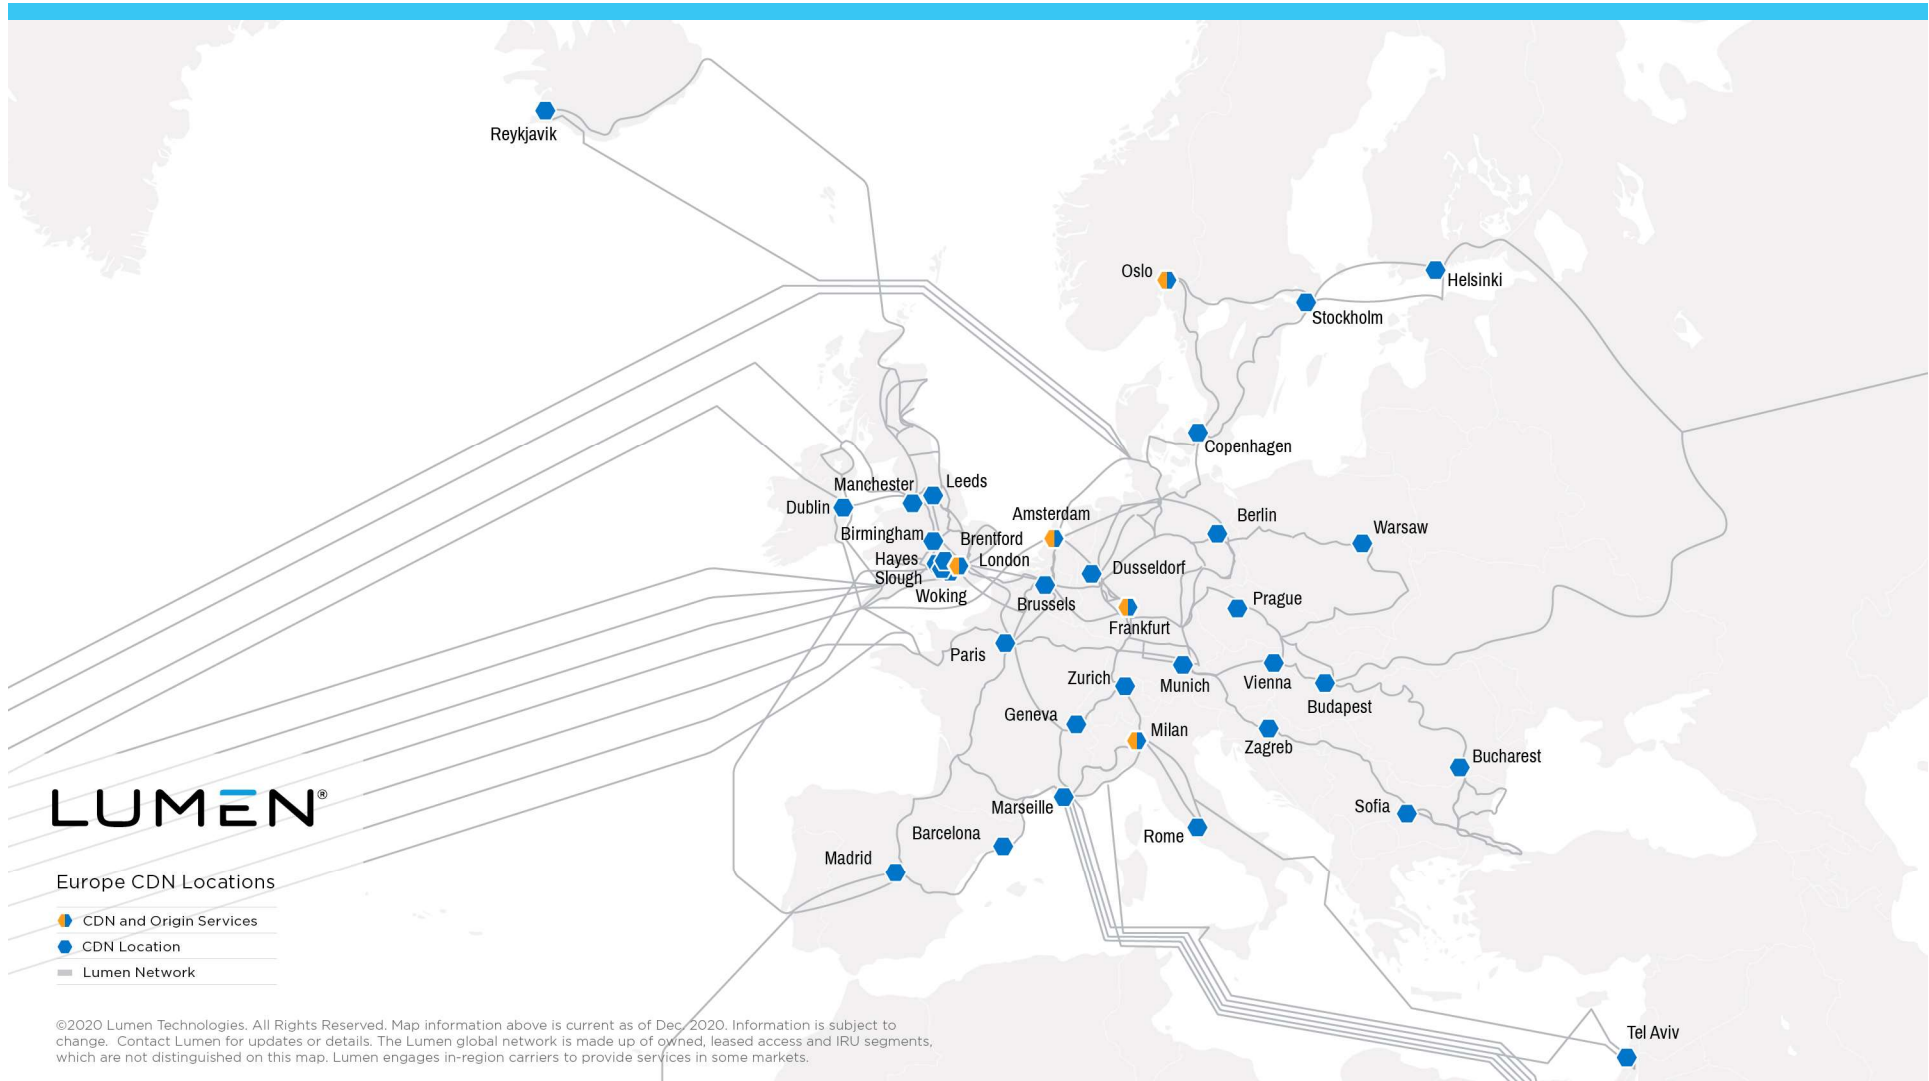 Reykjavik
Oslo
Helsinki
Stockholm
Copenhagen
Manchester
Leeds
Dublin
Amsterdam
Berlin
Warsaw
Birmingham
Brentford
Hayes
London
Slough
Dusseldorf
Woking
Brussels
Prague
Frankfurt
Paris
Zurich
Munich
Vienna
Budapest
Geneva
Milan
Zagreb
Bucharest
Marseille
Sofia
Barcelona
Rome
Madrid
Tel Aviv
LUMEN®
Europe CDN Locations
CDN and Origin Services
CDN Location
Lumen Network
©2020 Lumen Technologies. All Rights Reserved. Map information above is current as of Dec. 2020. Information is subject to
change.  Contact Lumen for updates or details. The Lumen global network is made up of owned, leased access and IRU segments,
which are not distinguished on this map. Lumen engages in-region carriers to provide services in some markets.